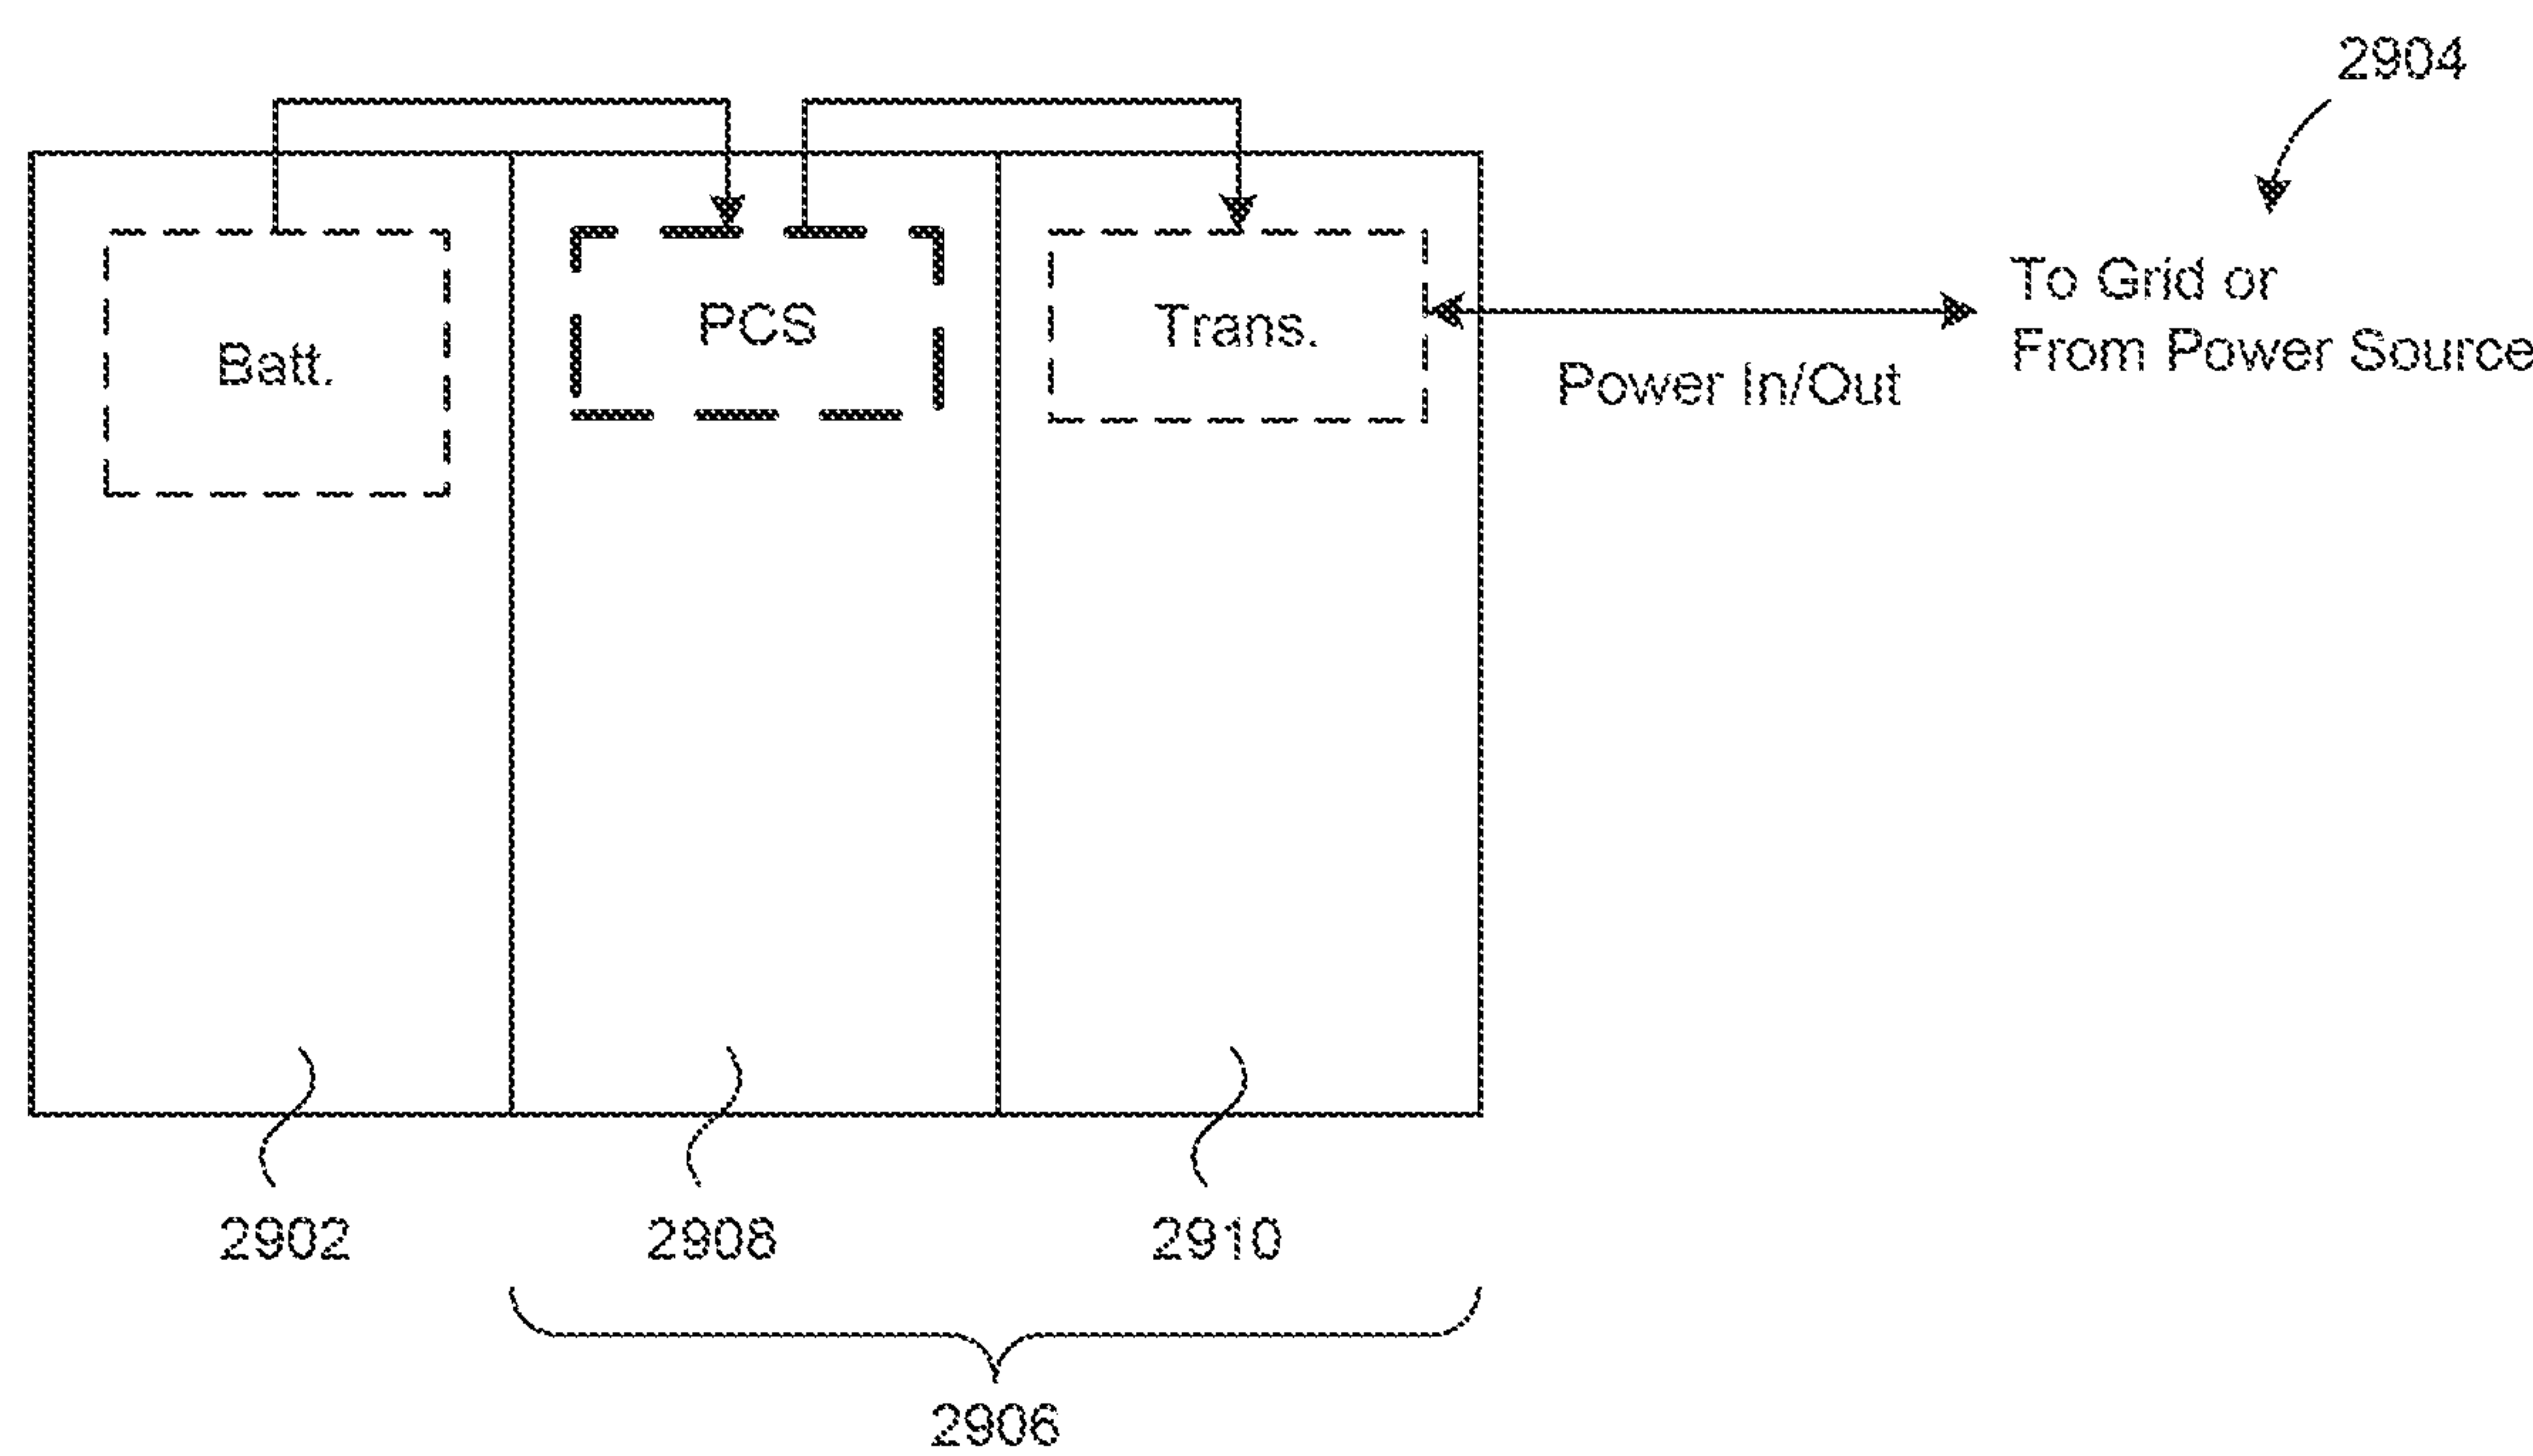 2904
Batt.
PCS
Trans.
Power In/Out
To Grid or
From Power Source
2902
2908
2910
2906